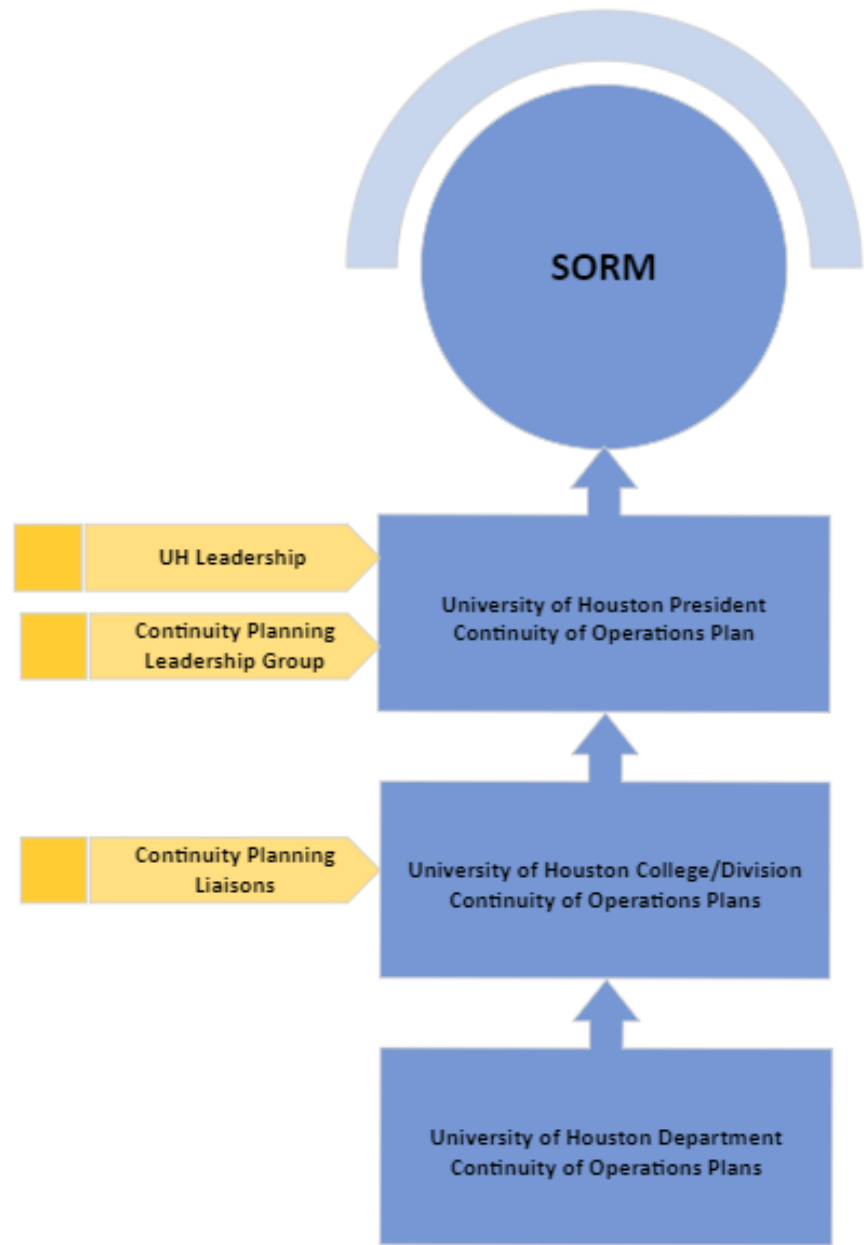 SORM
UH Leadership
Continuity Planning
Leadership Group
University of Houston President
Continuity of Operations Plan
Continuity Planning
Liaisons
University of Houston College/Division
Continuity of Operations Plans
University of Houston Department
Continuity of Operations Plans